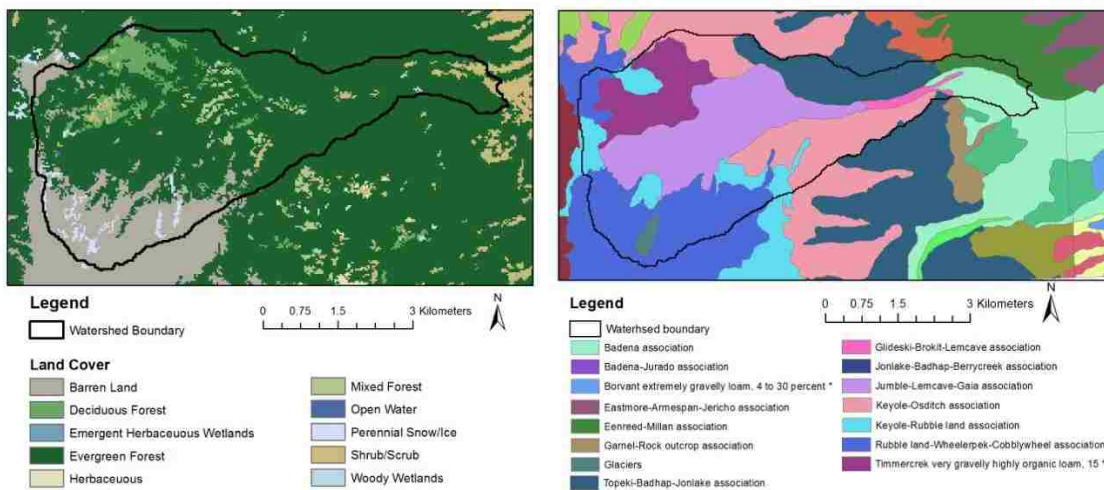 Legend
Watershed Boundary
N
0 0.75 1.5 3 Kilometers
Land Cover
Barren Land
Deciduous Forest
Emergent Herbaceuous Wetlands
Evergreen Forest
Herbaceuous
Mixed Forest
Open Water
Perennial Snow/Ice
Shrub/Scrub
Woody Wetlands
Legend
Waterhsed boundary
N
0 0.75 1.5 3 Kilometers
Badena association
Badena-Jurado association
Borvant extremely gravelly loam, 4 to 30 percent *
Eastmore-Armespan-Jericho association
Eenreed-Millan association
Garnel-Rock outcrop association
Glaciers
Topeki-Badhap-Jonlake association
Glideski-Brokit-Lemcave association
Jonlake-Badhap-Berrycreek association
Jumble-Lemcave-Gaia-association
Keyole-Osditch association
Keyole-Rubble land association
Rubble land-Wheelerpek-Cobblywheel association
Timmercrek very gravelly highly organic loam, 15 *